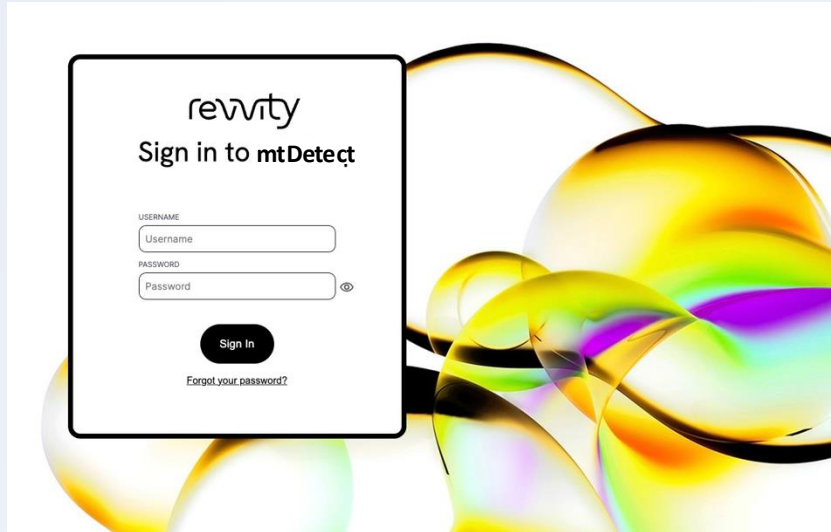 revvity
Sign in to mtDetect
USERNAME
Username
PASSWORD
Password
Sign In
Forgot your password?